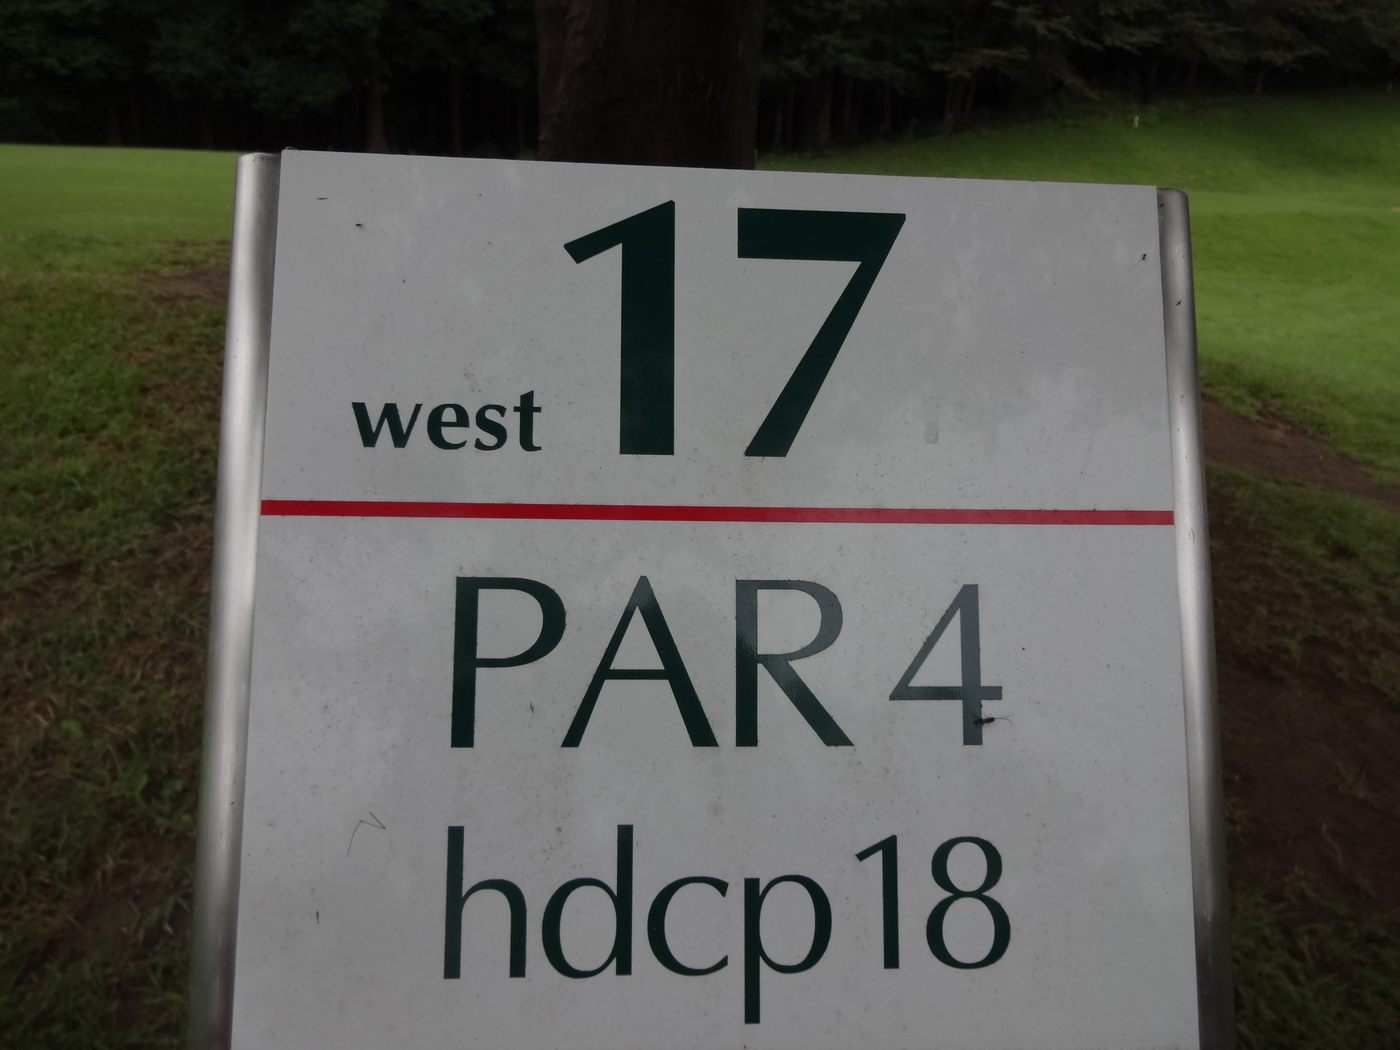 west 17
PAR 4
hdcp 18